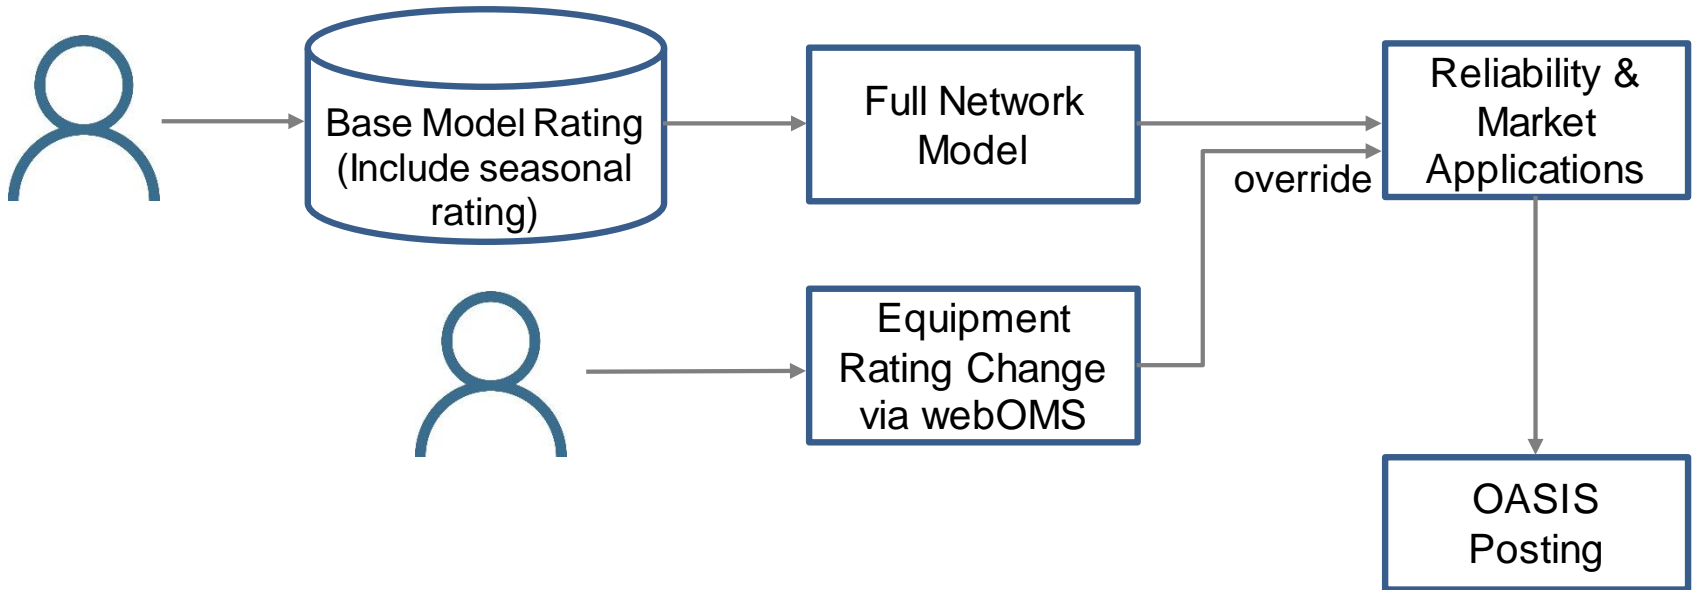 Base Model Rating
(Include seasonal
rating)
Full Network
Model
Reliability &
Market
Applications
override
Equipment
Rating Change
via webOMS
OASIS
Posting